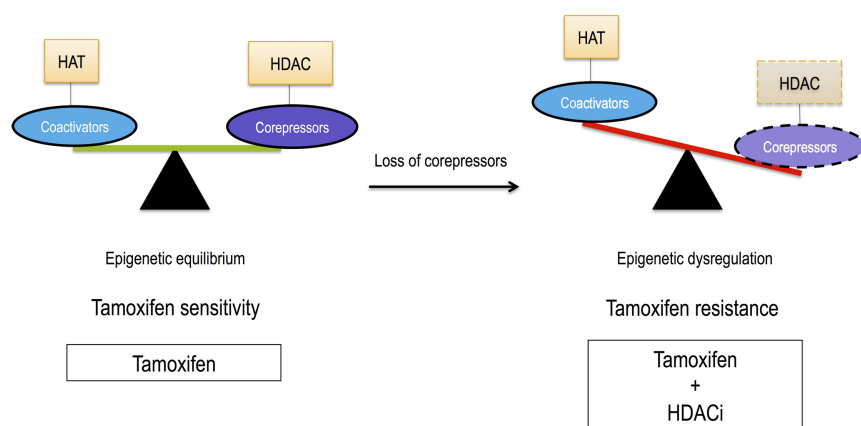 HAT
HDAC
Coactivators
Corepressors
Epigenetic equilibrium
Tamoxifen sensitivity
Tamoxifen
Loss of corepressors
HAT
HDAC
Coactivators
Corepressors
Epigenetic dysregulation
Tamoxifen resistance
Tamoxifen
+
HDACi